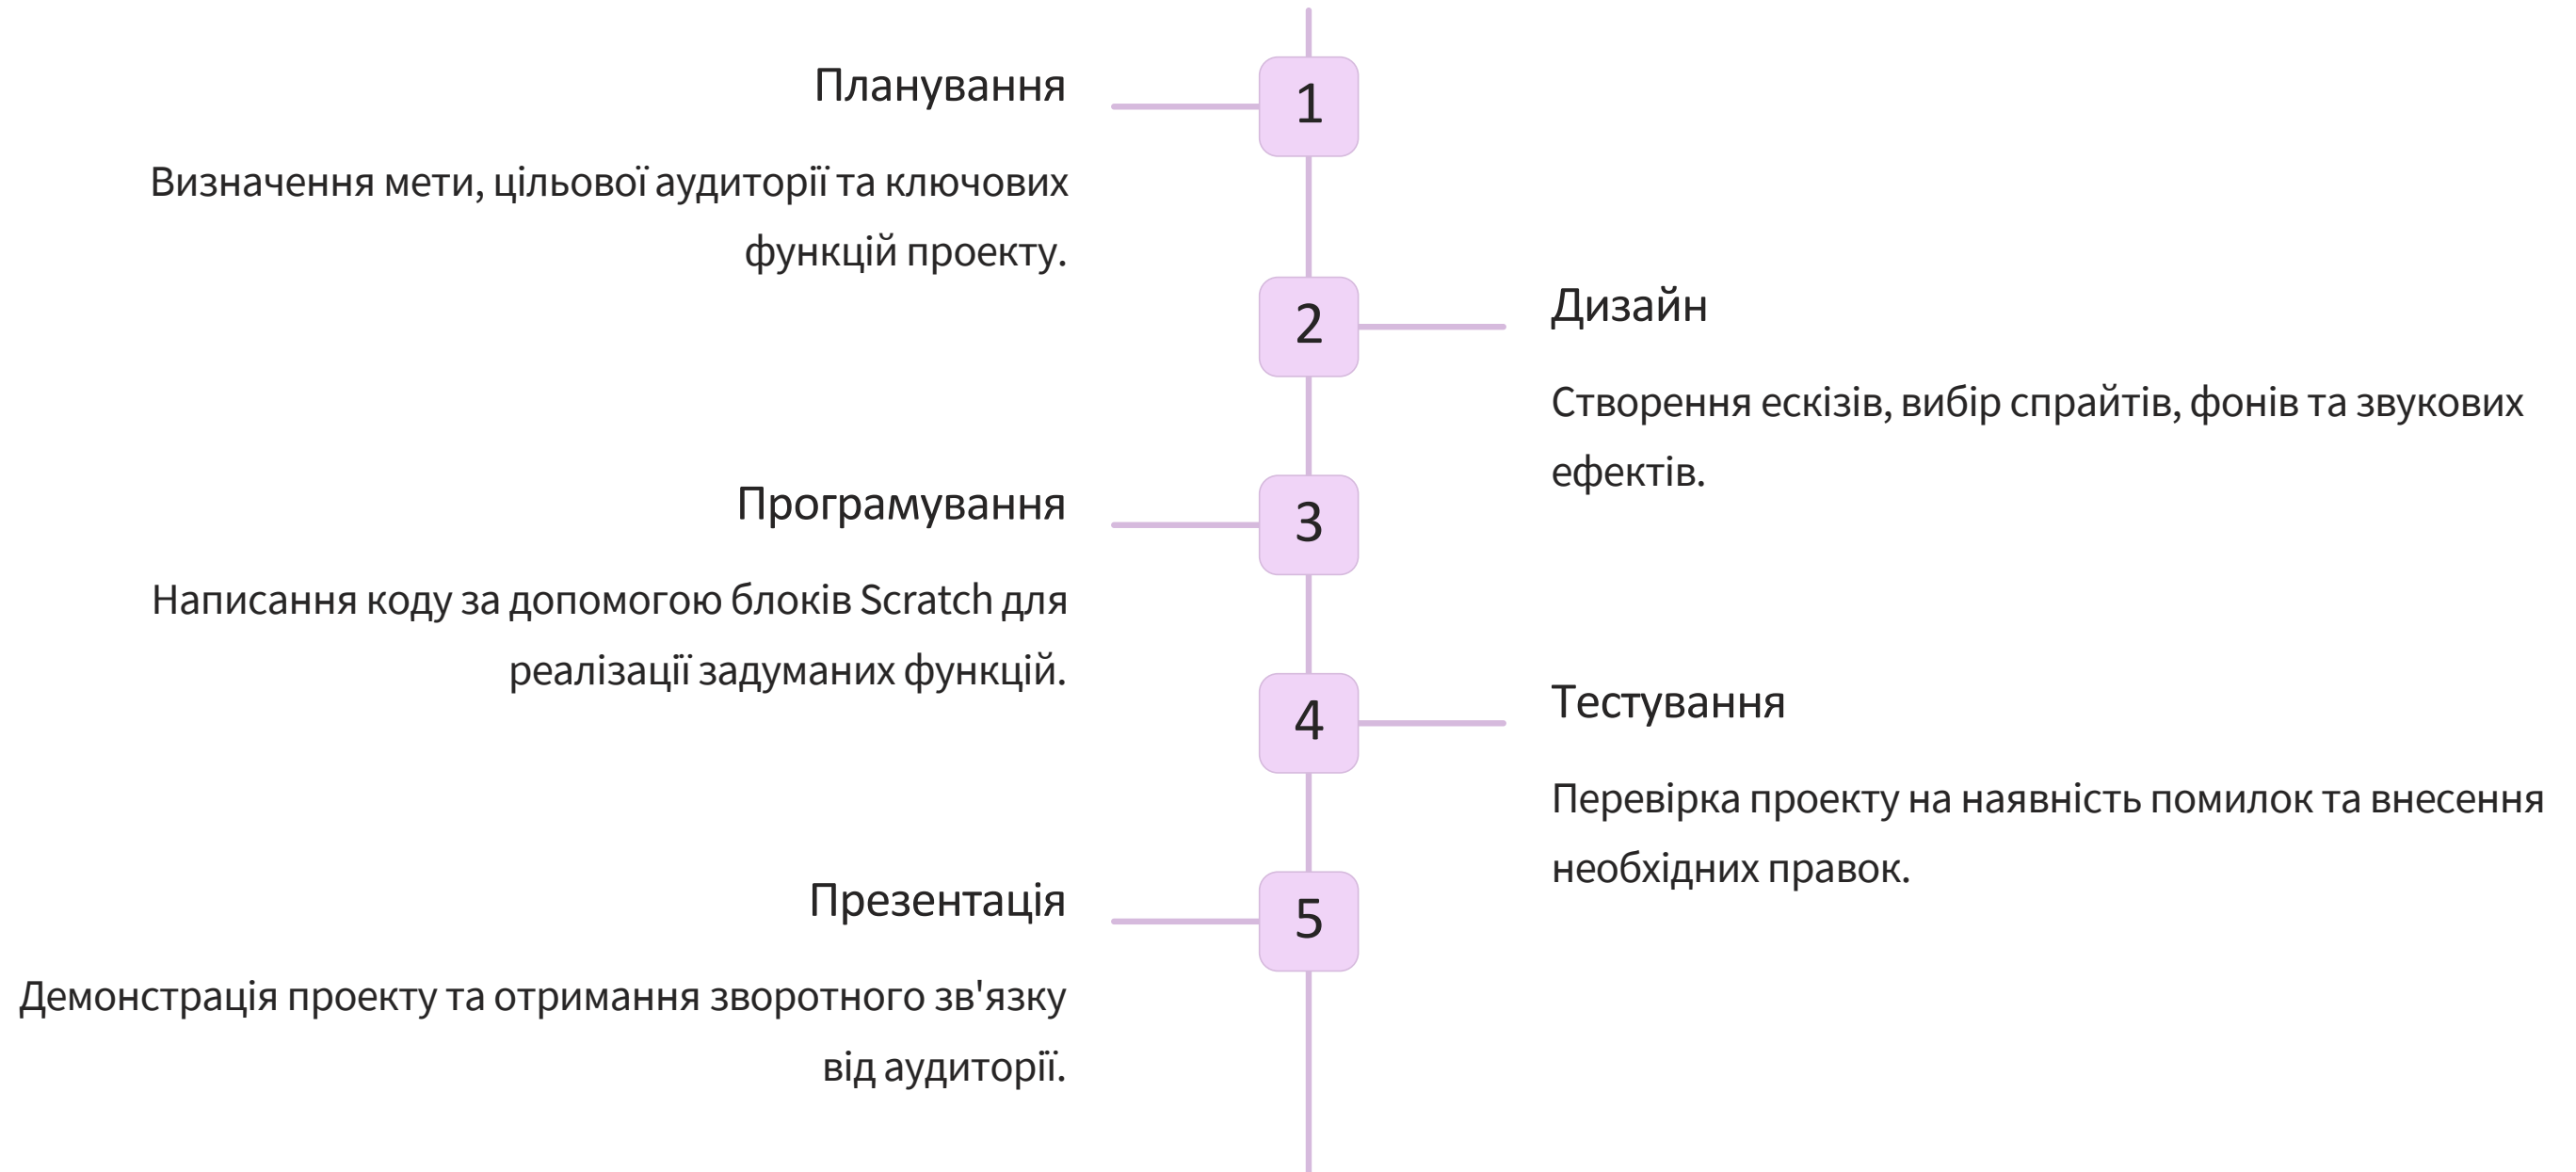 1
Планування
Визначення мети, цільової аудиторії та ключових
функцій проекту.
2
Дизайн
Створення ескізів, вибір спрайтів, фонів та звукових
ефектів.
3
Програмування
Написання коду за допомогою блоків Scratch для
реалізації задуманих функцій.
4
Тестування
Перевірка проекту на наявність помилок та внесення
необхідних правок.
5
Презентація
Демонстрація проекту та отримання зворотного зв'язку
від аудиторії.